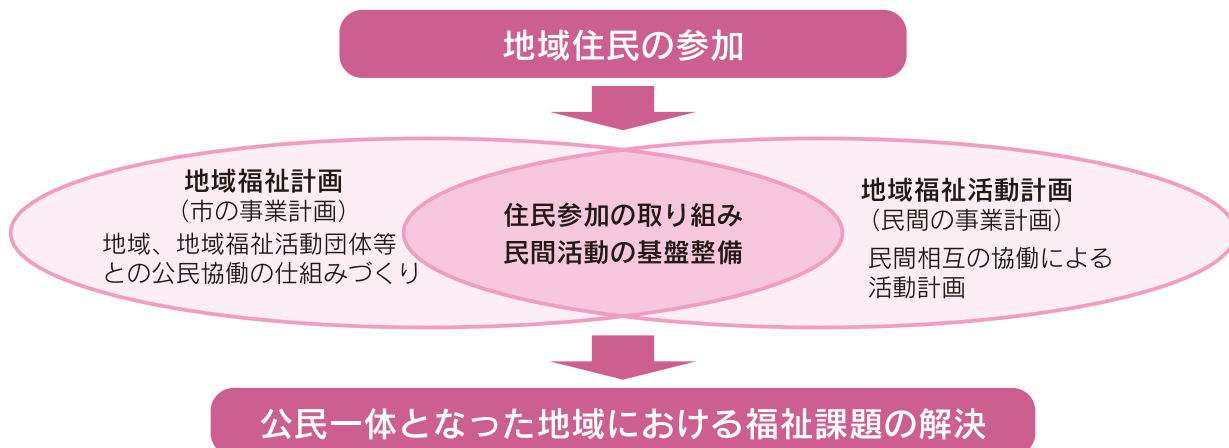 地域住民の参加
地域福祉計画
（市の事業計画）
地域、地域福祉活動団体等
との公民協働の仕組みづくり
住民参加の取り組み
民間活動の基盤整備
地域福祉活動計画
（民間の事業計画）
民間相互の協働による
活動計画
公民一体となった地域における福祉課題の解決